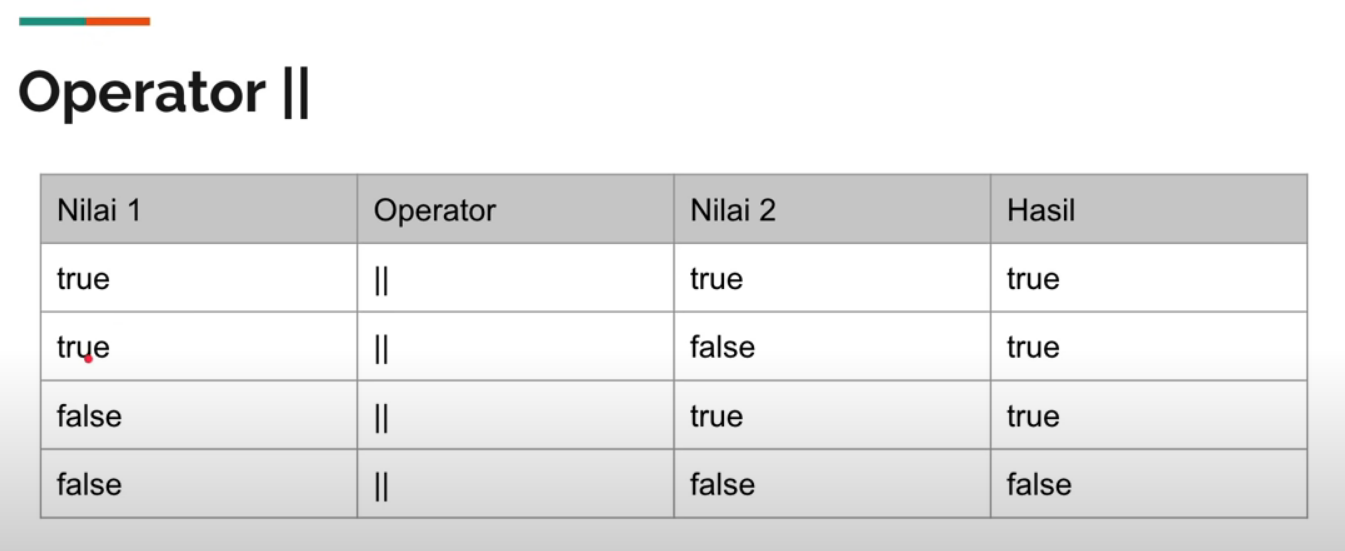 Operator ||
Nilai 1 Operator Nilai 2 Hasil
true || true true
true || false true
false || true true
false || false false